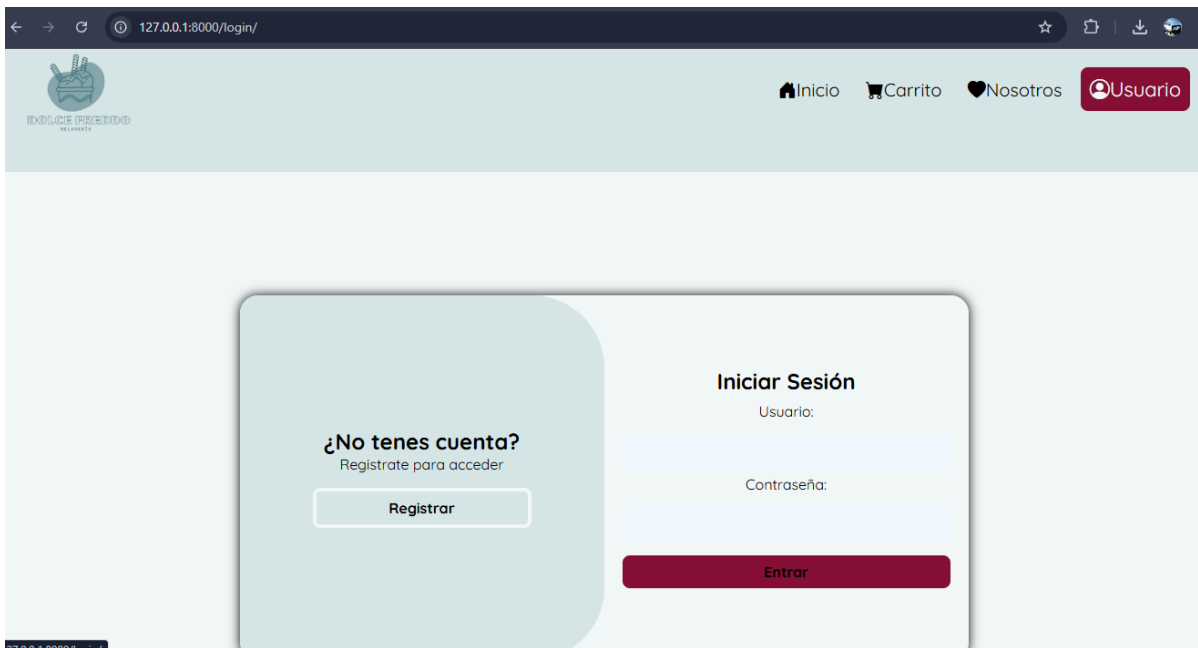 127.0.0.1:8000/login/
DOLCE FREDDO
HELADERÍA
Inicio Carrito Nosotros Usuario
¿No tenes cuenta?
Registrate para acceder
Registrar
Iniciar Sesión
Usuario:
Contraseña:
Entrar